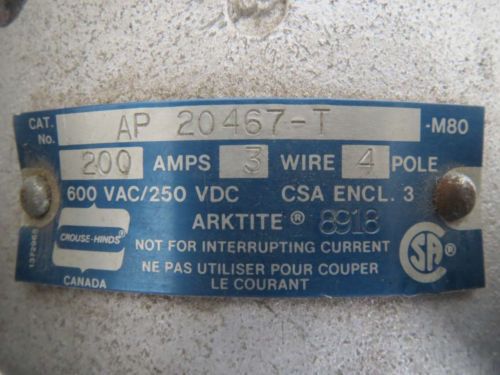 CAT. No. AP 20467-T -M80
200 AMPS 3 WIRE 4 POLE
600 VAC/250 VDC CSA ENCL. 3
ARKTITE® 8918
CROUSE-HINDS
NOT FOR INTERRUPTING CURRENT
NE PAS UTILISER POUR COUPER
LE COURANT
CANADA
SA